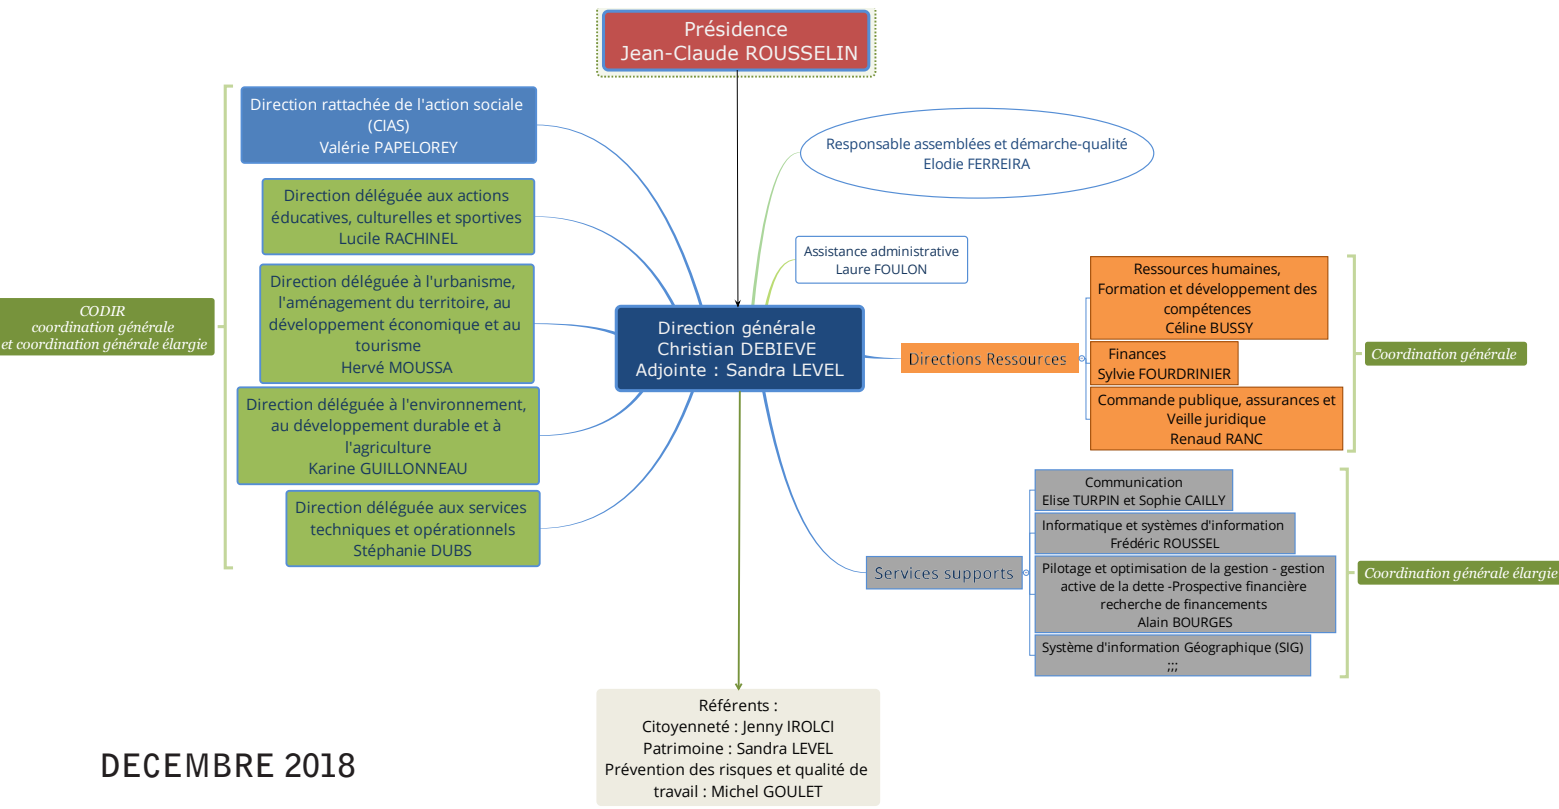 Présidence
Jean-Claude ROUSSELIN
Direction rattachée de l'action sociale
(CIAS)
Valérie PAPELOREY
Direction déléguée aux actions
éducatives, culturelles et sportives
Lucile RACHINEL
Direction déléguée à l'urbanisme,
l'aménagement du territoire, au
développement économique et au
tourisme
Hervé MOUSSA
Direction déléguée à l'environnement,
au développement durable et à
l'agriculture
Karine GUILLONNEAU
Direction déléguée aux services
techniques et opérationnels
Stéphanie DUBS
CODIR
coordination générale
et coordination générale élargie
Responsable assemblées et démarche-qualité
Elodie FERREIRA
Assistance administrative
Laure FOULON
Direction générale
Christian DEBIEVE
Adjointe : Sandra LEVEL
Directions Ressources
Ressources humaines,
Formation et développement des
compétences
Céline BUSSY
Finances
Sylvie FOURDRINIER
Commande publique, assurances et
Veille juridique
Renaud RANC
Coordination générale
Services supports
Communication
Elise TURPIN et Sophie CAILLY
Informatique et systèmes d'information
Frédéric ROUSSEL
Pilotage et optimisation de la gestion - gestion
active de la dette -Prospective financière
recherche de financements
Alain BOURGES
Système d'information Géographique (SIG)
;;;
Coordination générale élargie
Référents :
Citoyenneté : Jenny IROLCI
Patrimoine : Sandra LEVEL
Prévention des risques et qualité de
travail : Michel GOULET
DECEMBRE 2018